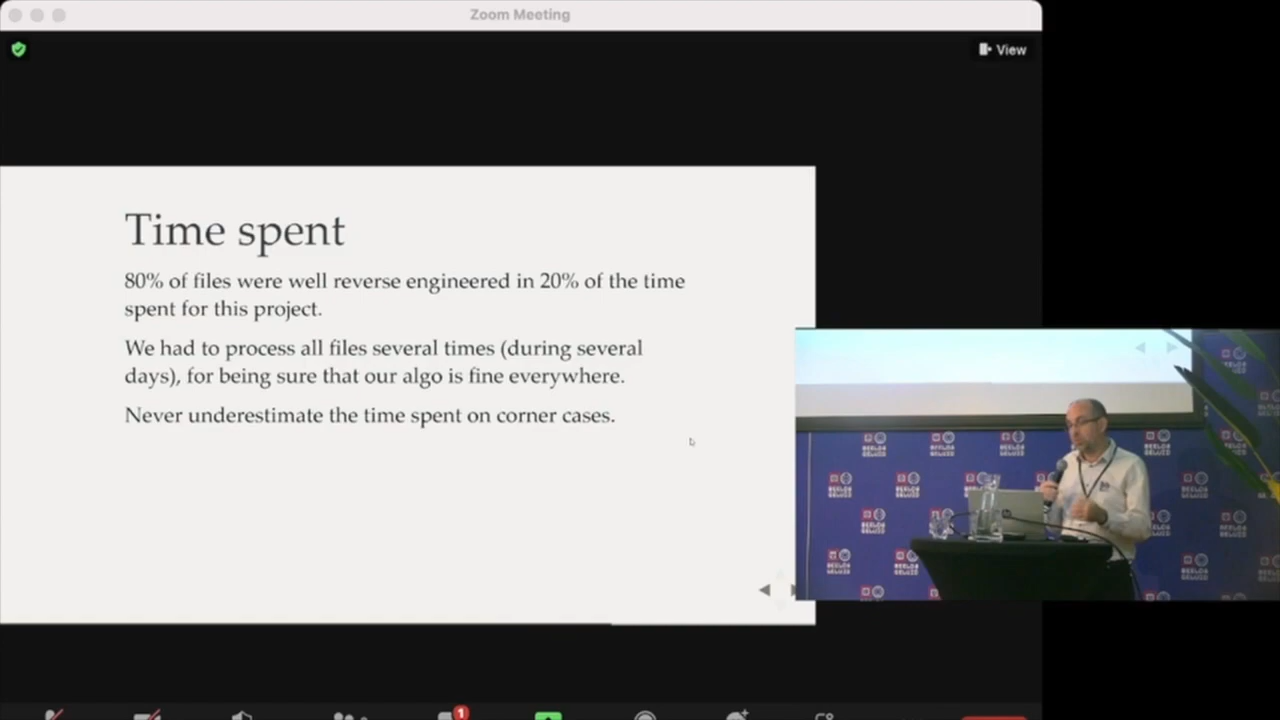 Zoom Meeting
View
Time spent
80% of files were well reverse engineered in 20% of the time
spent for this project.
We had to process all files several times (during several
days), for being sure that our algo is fine everywhere.
Never underestimate the time spent on corner cases.
1
BEELD&
GELUID